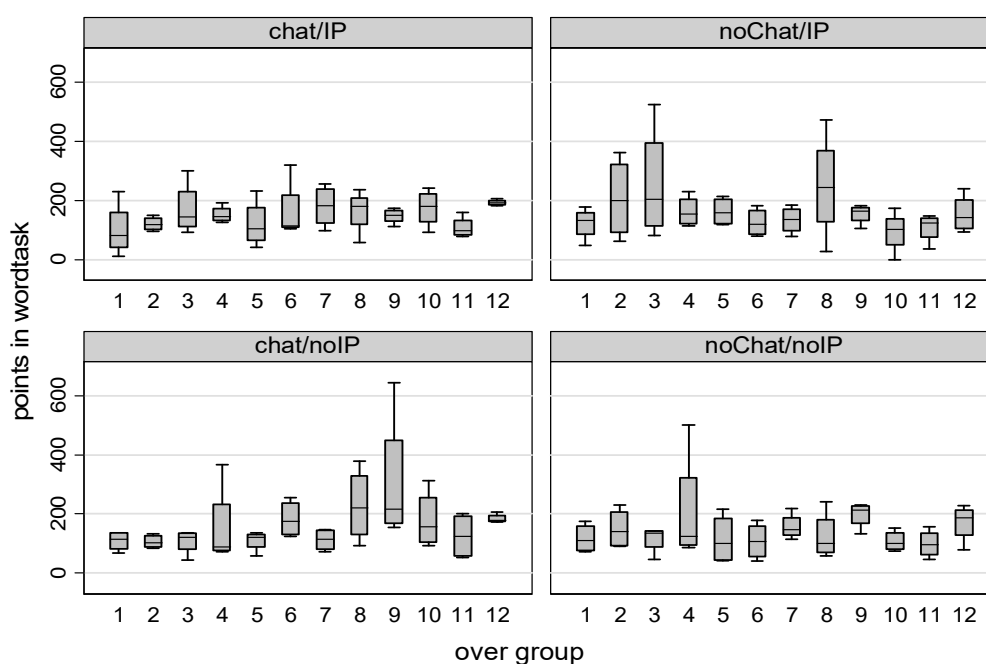 chat/IP noChat/IP
600
400
200
0
1 2 3 4 5 6 7 8 9 10 11 12 1 2 3 4 5 6 7 8 9 10 11 12
points in wordtask
chat/noIP noChat/noIP
600
400
200
0
1 2 3 4 5 6 7 8 9 10 11 12 1 2 3 4 5 6 7 8 9 10 11 12
over group